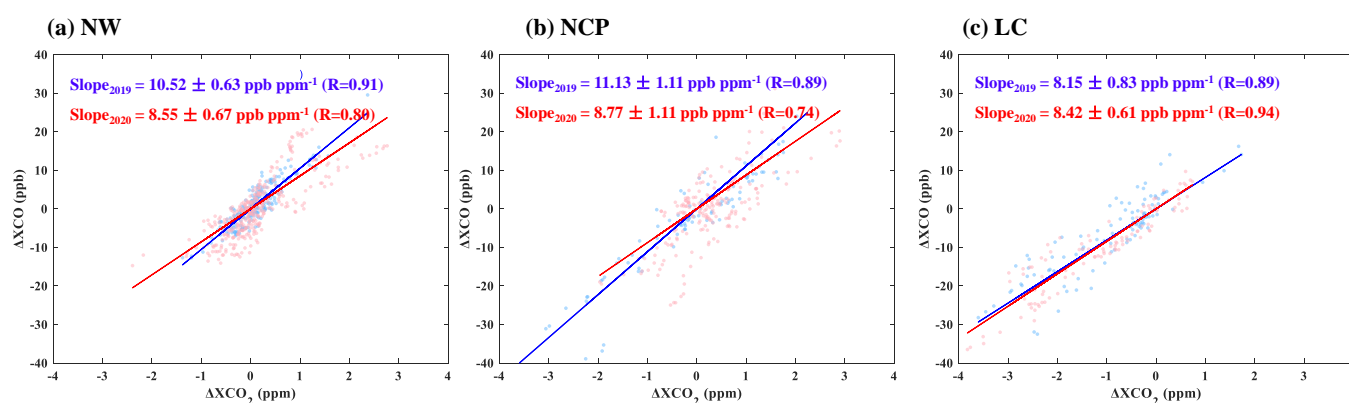 (a) NW
Slope2019 = 10.52 ± 0.63 ppb ppm-1 (R=0.91)
)
Slope2020 = 8.55 ± 0.67 ppb ppm-1 (R=0.80)
40
30
20
10
0
-10
-20
-30
-40
ΔXCO (ppb)
-4 -3 -2 -1 0 1 2 3 4
ΔXCO2 (ppm)
(b) NCP
Slope2019 = 11.13 ± 1.11 ppb ppm-1 (R=0.89)
Slope2020 = 8.77 ± 1.11 ppb ppm-1 (R=0.74)
40
30
20
10
0
-10
-20
-30
-40
ΔXCO (ppb)
-4 -3 -2 -1 0 1 2 3 4
ΔXCO2 (ppm)
(c) LC
Slope2019 = 8.15 ± 0.83 ppb ppm-1 (R=0.89)
Slope2020 = 8.42 ± 0.61 ppb ppm-1 (R=0.94)
40
30
20
10
0
-10
-20
-30
-40
ΔXCO (ppb)
-4 -3 -2 -1 0 1 2 3
ΔXCO2 (ppm)